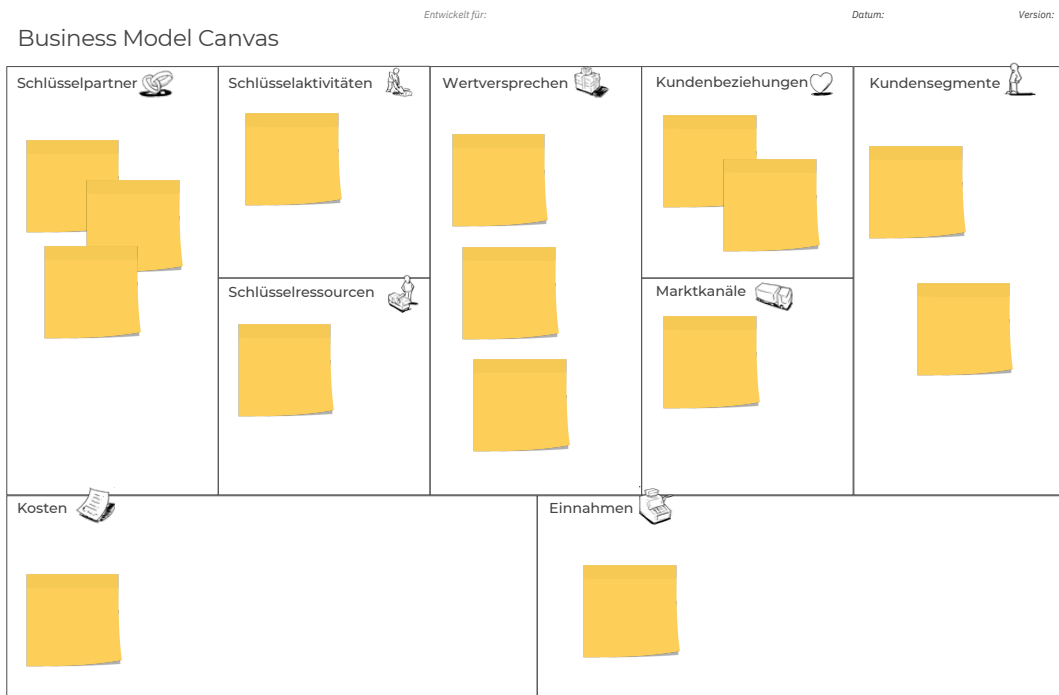 Entwickelt für:
Datum:
Version:
Business Model Canvas
Schlüsselpartner
Schlüsselaktivitäten
Wertversprechen
Kundenbeziehungen
Kundensegmente
Schlüsselressourcen
Marktkanäle
Kosten
Einnahmen